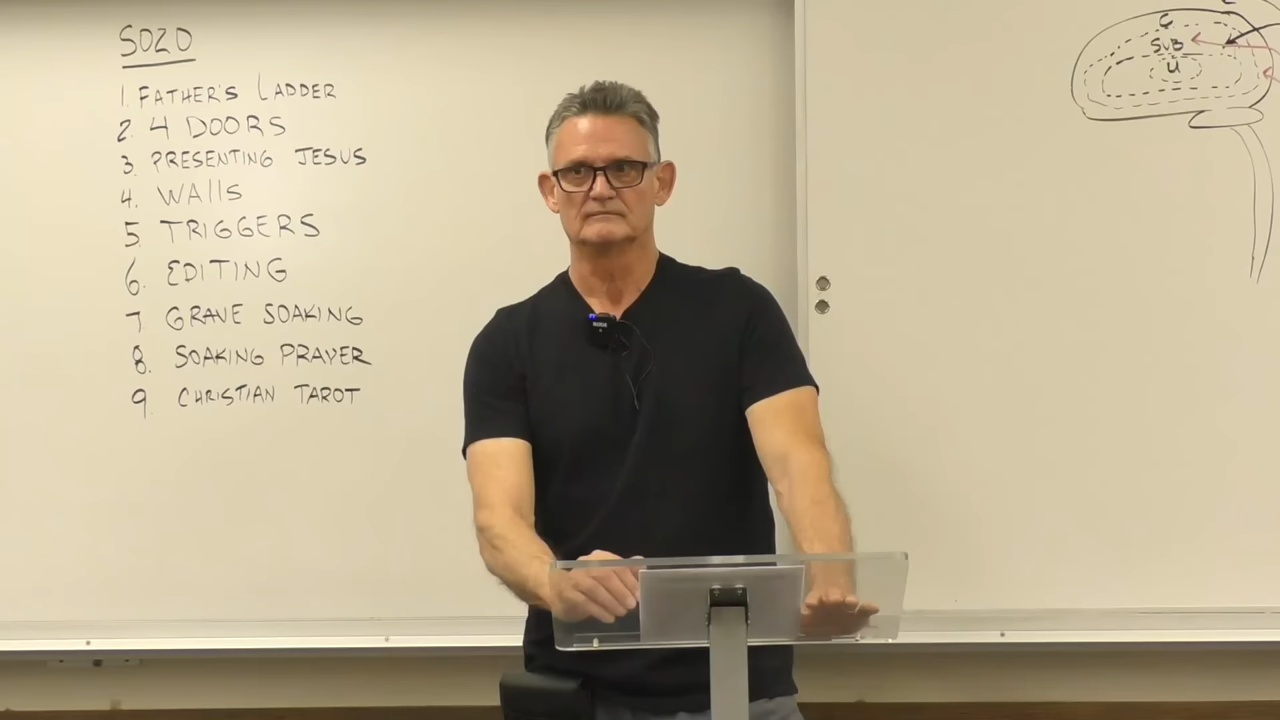 SOZO
1. FATHER'S LADDER
2. 4 DOORS
3. PRESENTING JESUS
4. WAllS
5. TRIGGERS
6. EDITING
7 GRAVE SOAKING
8. SOAKING PRAYER
9. CHRISTIAN TAROT
C
SUB
U